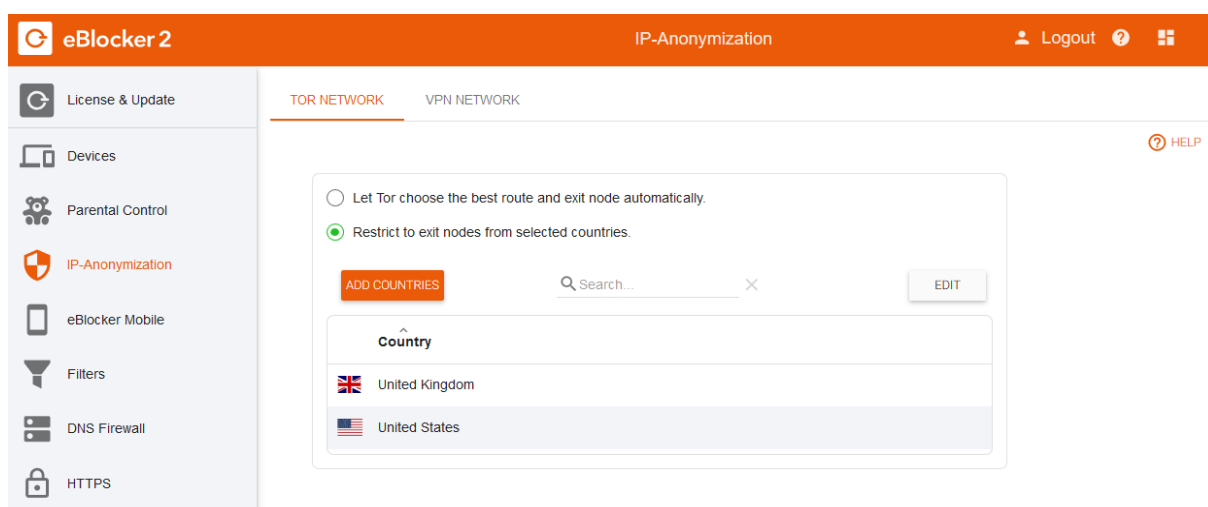 eBlocker 2
IP-Anonymization
Logout
License & Update
TOR NETWORK
VPN NETWORK
HELP
Devices
Parental Control
IP-Anonymization
eBlocker Mobile
Filters
DNS Firewall
HTTPS
Let Tor choose the best route and exit node automatically.
Restrict to exit nodes from selected countries.
ADD COUNTRIES
Search...
EDIT
Country
United Kingdom
United States